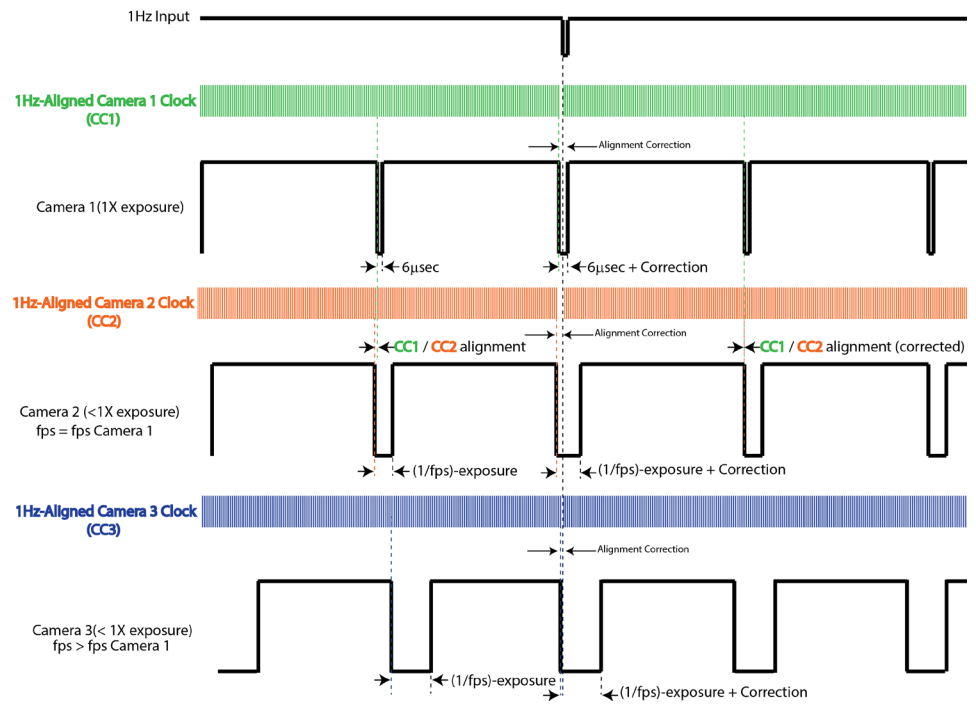 1Hz Input
1Hz-Aligned Camera 1 Clock
(CC1)
Alignment Correction
Camera 1(1X exposure)
6µsec
6µsec + Correction
1Hz-Aligned Camera 2 Clock
(CC2)
Alignment Correction
CC1 / CC2 alignment
CC1 / CC2 alignment (corrected)
Camera 2 (<1X exposure)
fps = fps Camera 1
(1/fps)-exposure
(1/fps)-exposure + Correction
1Hz-Aligned Camera 3 Clock
(CC3)
Alignment Correction
Camera 3(< 1X exposure)
fps > fps Camera 1
(1/fps)-exposure
(1/fps)-exposure + Correction